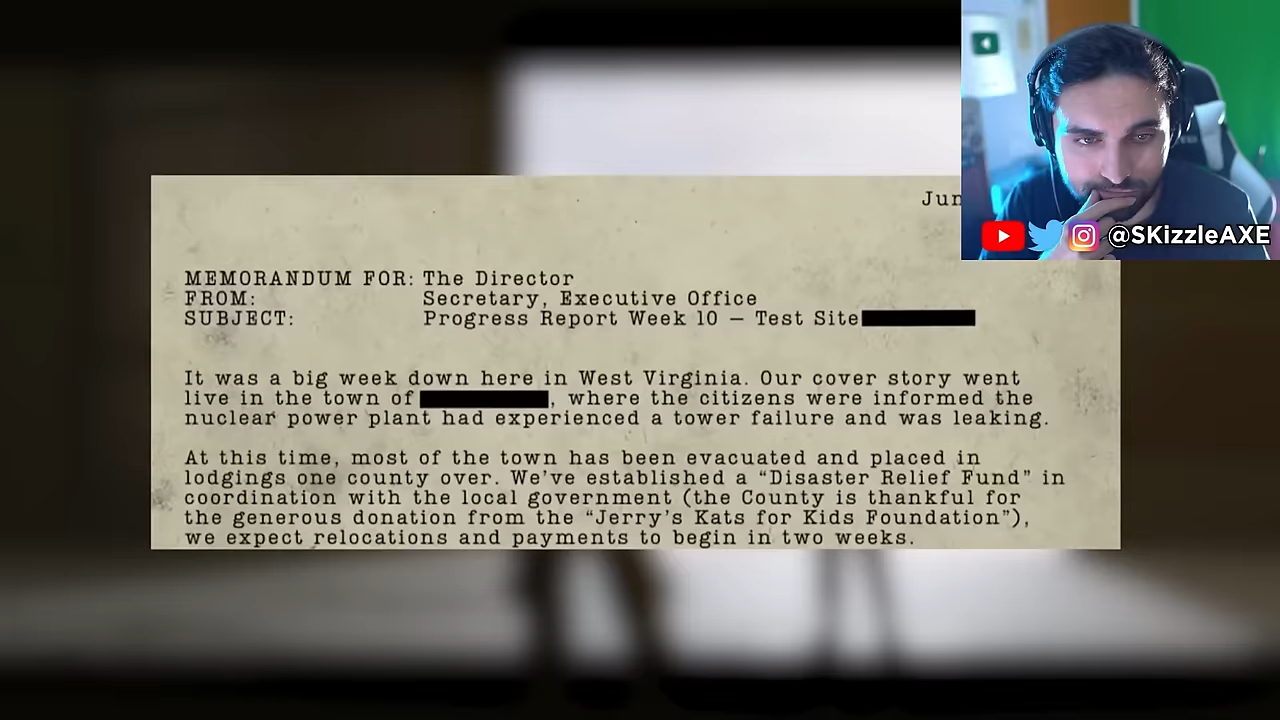 @SKizzleAXE
MEMORANDUM FOR: The Director
FROM: Secretary, Executive Office
SUBJECT: Progress Report Week 10 – Test Site
It was a big week down here in West Virginia. Our cover story went
live in the town of , where the citizens were informed the
nuclear power plant had experienced a tower failure and was leaking.
At this time, most of the town has been evacuated and placed in
lodgings one county over. We've established a “Disaster Relief Fund” in
coordination with the local government (the County is thankful for
the generous donation from the “Jerry's Kats for Kids Foundation”),
we expect relocations and payments to begin in two weeks.